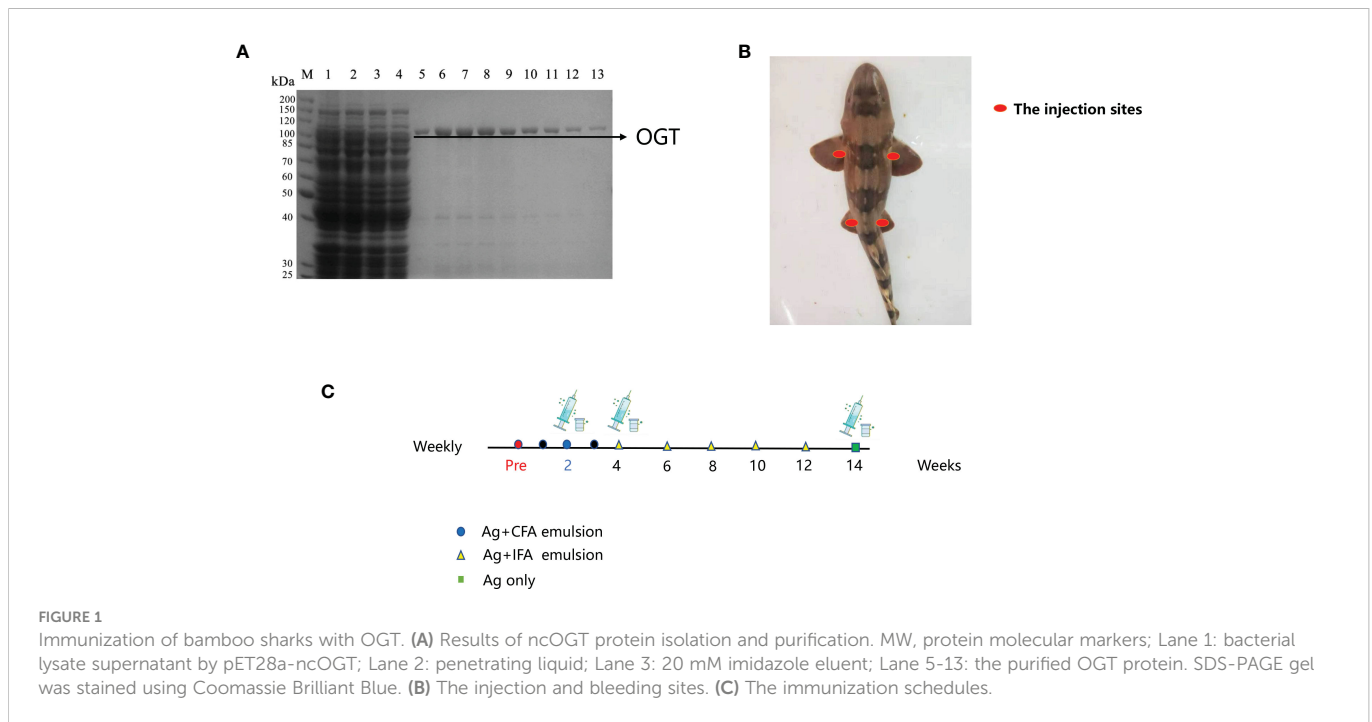 A
kDa M 1 2 3 4 5 6 7 8 9 10 11 12 13
200
150
120
100
85
70
60
50
40
30
25
OGT
B
The injection sites
C
Weekly
Pre 2 4 6 8 10 12 14 Weeks
Ag+CFA emulsion
Ag+IFA emulsion
Ag only
FIGURE 1
Immunization of bamboo sharks with OGT. (A) Results of ncOGT protein isolation and purification. MW, protein molecular markers; Lane 1: bacterial
lysate supernatant by pET28a-ncOGT; Lane 2: penetrating liquid; Lane 3: 20 mM imidazole eluent; Lane 5-13: the purified OGT protein. SDS-PAGE gel
was stained using Coomassie Brilliant Blue. (B) The injection and bleeding sites. (C) The immunization schedules.